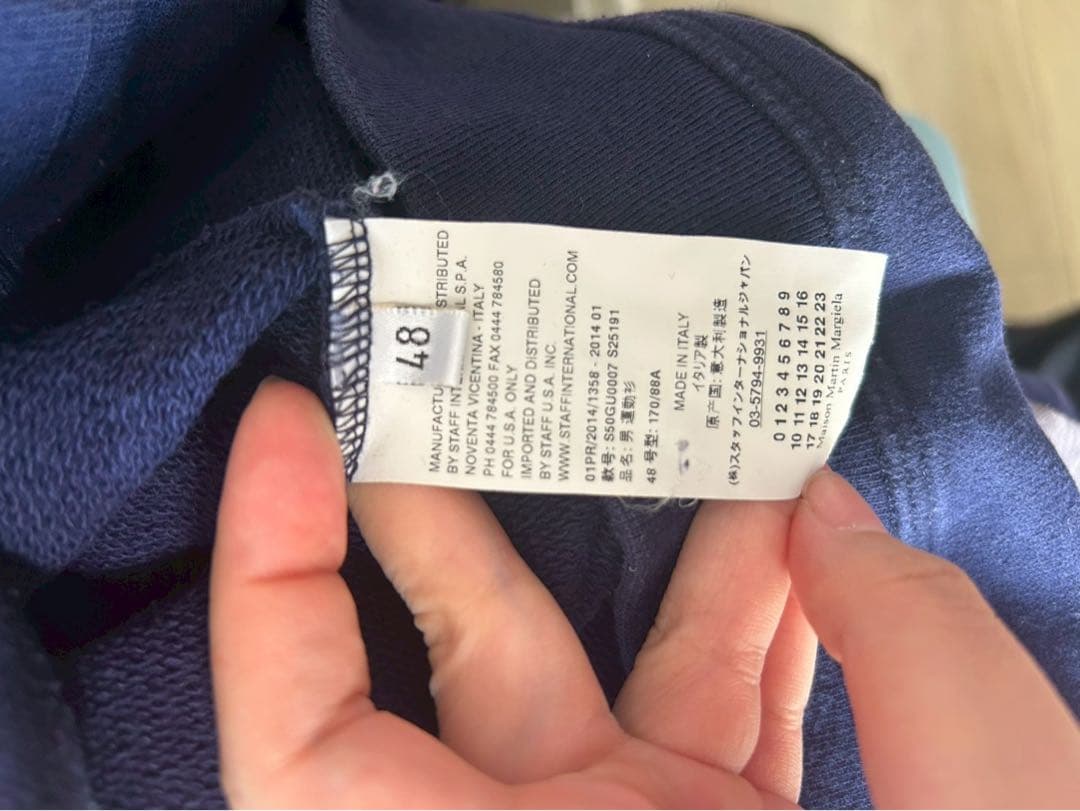 48
MANUFACTU STRIBUTED
BY STAFF INT L S.P.A.
NOVENTA VICENTINA - ITALY
PH 0444 784500 FAX 0444 784580
FOR U.S.A. ONLY
IMPORTED AND DISTRIBUTED
BY STAFF U.S.A. INC.
WWW.STAFFINTERNATIONAL.COM
01PR/2014/1358 - 2014 01
款号: S50GU0007 S25191
品名: 男 運動衫
48 号型: 170/88A
MADE IN ITALY
イタリア製
原产国: 意大利製造
(株)スタッフインターナショナルジャパン
03-5794-9931
0 1 2 3 4 5 6 7 8 9
10 11 12 13 14 15 16
17 18 19 20 21 22 23
Maison Martin Margiela
PARIS